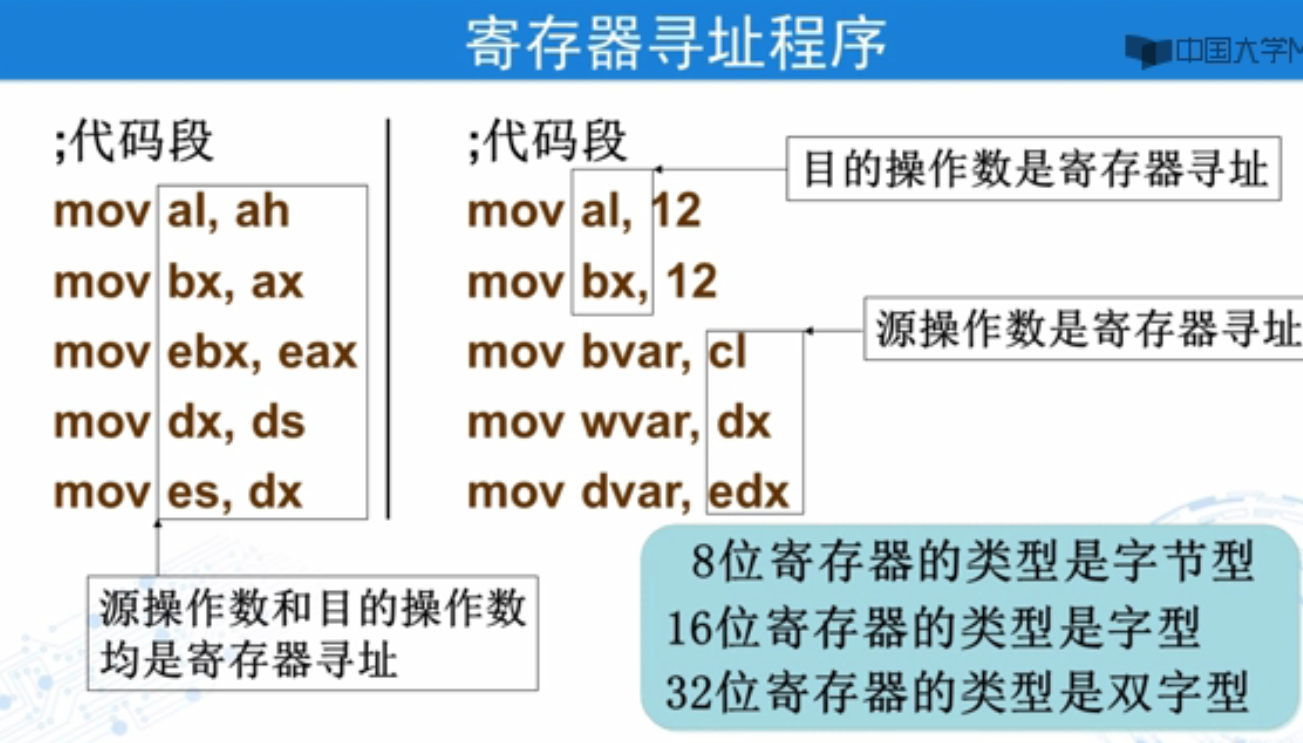 寄存器寻址程序
中国大学M
;代码段
mov al, ah
mov bx, ax
mov ebx, eax
mov dx, ds
mov es, dx
源操作数和目的操作数
均是寄存器寻址
;代码段
mov al, 12
mov bx, 12
mov bvar, cl
mov wvar, dx
mov dvar, edx
目的操作数是寄存器寻址
源操作数是寄存器寻址
8位寄存器的类型是字节型
16位寄存器的类型是字型
32位寄存器的类型是双字型